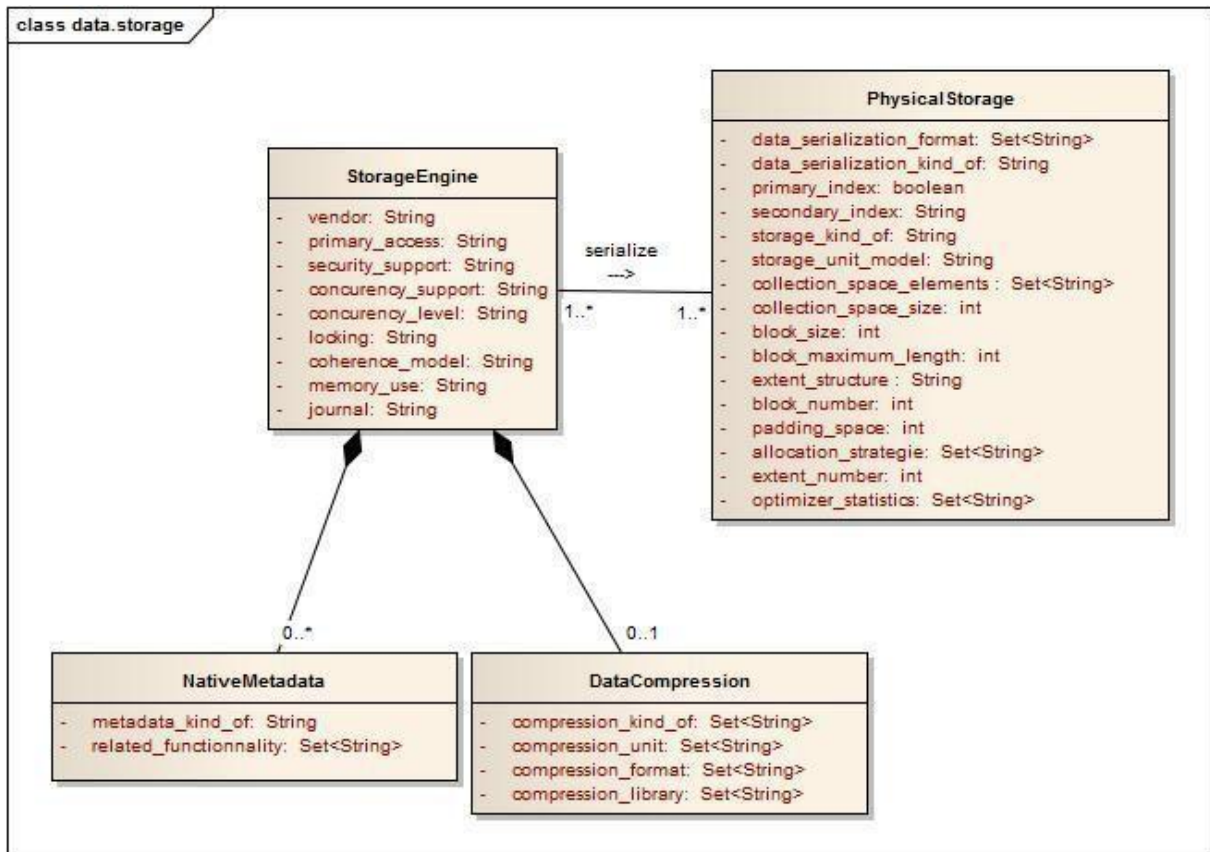 class data.storage
PhysicalStorage
- data_serialization_format: Set<String>
- data_serialization_kind_of: String
- primary_index: boolean
- secondary_index: String
- storage_kind_of: String
- storage_unit_model: String
- collection_space_elements : Set<String>
- collection_space_size: int
- block_size: int
- block_maximum_length: int
- extent_structure : String
- block_number: int
- padding_space: int
- allocation_strategie: Set<String>
- extent_number: int
- optimizer_statistics: Set<String>
StorageEngine
- vendor: String
- primary_access: String
- security_support: String
- concurency_support: String
- concurency_level: String
- locking: String
- coherence_model: String
- memory_use: String
- journal: String
serialize
--->
1..*
1..*
0..*
0..1
NativeMetadata
- metadata_kind_of: String
- related_functionnality: Set<String>
DataCompression
- compression_kind_of: Set<String>
- compression_unit: Set<String>
- compression_format: Set<String>
- compression_library: Set<String>